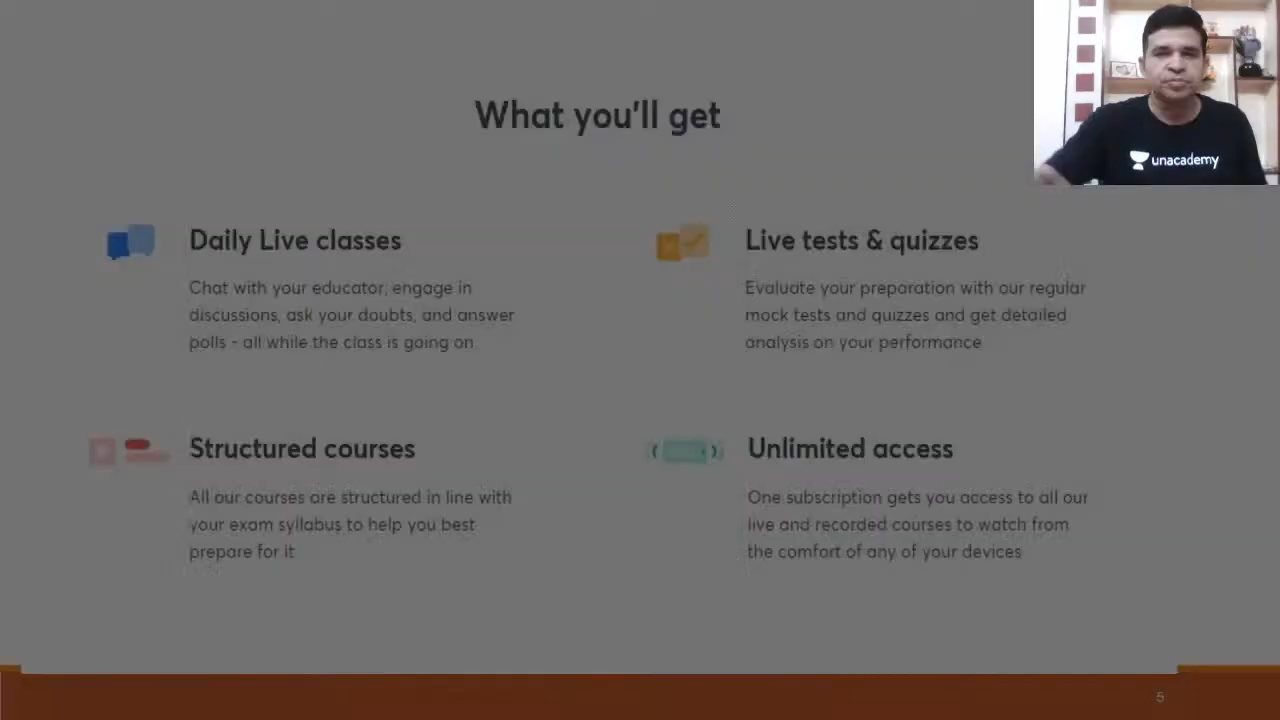 What you'll get
unacademy
Daily Live classes
Chat with your educator, engage in
discussions, ask your doubts, and answer
polls - all while the class is going on
Live tests & quizzes
Evaluate your preparation with our regular
mock tests and quizzes and get detailed
analysis on your performance
Structured courses
All our courses are structured in line with
your exam syllabus to help you best
prepare for it
Unlimited access
One subscription gets you access to all our
live and recorded courses to watch from
the comfort of any of your devices
5